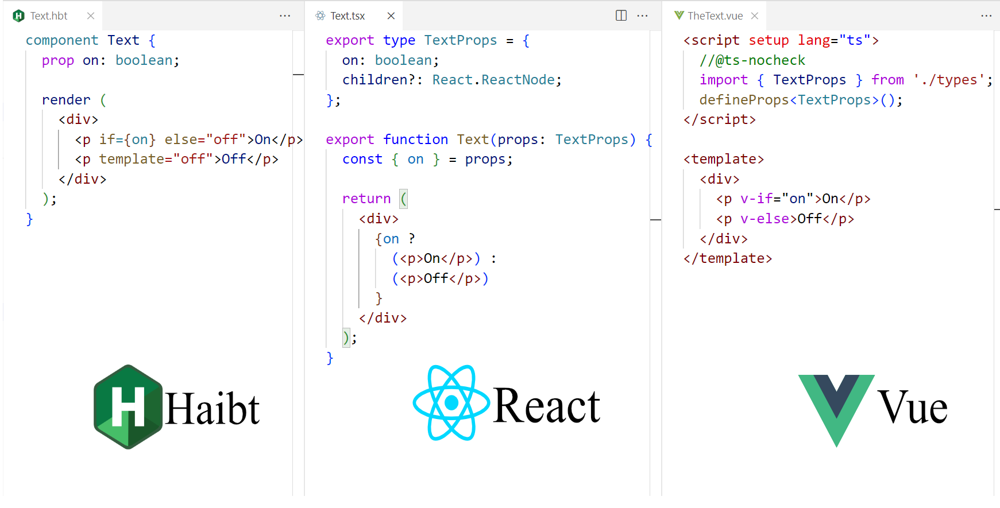 Text.hbt
component Text {
prop on: boolean;
render (
<div>
<p if={on} else="off">On</p>
<p template="off">Off</p>
</div>
);
}
H Haibt
Text.tsx
export type TextProps = {
on: boolean;
children?: React.ReactNode;
};
export function Text(props: TextProps) {
const { on } = props;
return (
<div>
{on ?
(<p>On</p>) :
(<p>Off</p>)
}
</div>
);
}
React
TheText.vue
<script setup lang="ts">
//@ts-nocheck
import { TextProps } from './types';
defineProps<TextProps>();
</script>
<template>
<div>
<p v-if="on">On</p>
<p v-else>Off</p>
</div>
</template>
Vue